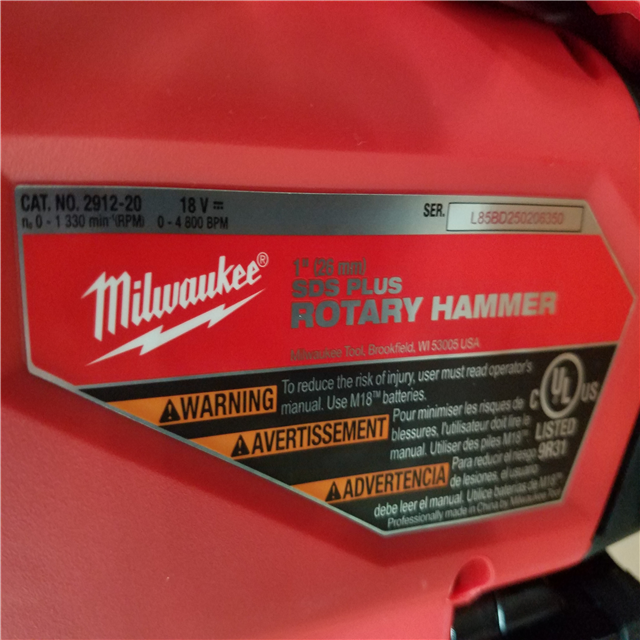 CAT. NO. 2912-20 18 V ⎓
n₀ 0 - 1 330 min⁻¹(RPM) 0 - 4 800 BPM
SER. L85BD250206350
Milwaukee®
1" (26 mm)
SDS PLUS
ROTARY HAMMER
Milwaukee Tool, Brookfield, WI 53005 USA
WARNING To reduce the risk of injury, user must read operator's
manual. Use M18™ batteries.
AVERTISSEMENT Pour minimiser les risques de
blessures, l'utilisateur doit lire le
manual. Utiliser des piles M18™
ADVERTENCIA Para reducir el riesgo
de lesiones, el usuario
debe leer el manual. Utilice baterías de M18™
Professionally made in China by Milwaukee Tool
C UL US
LISTED
9R31